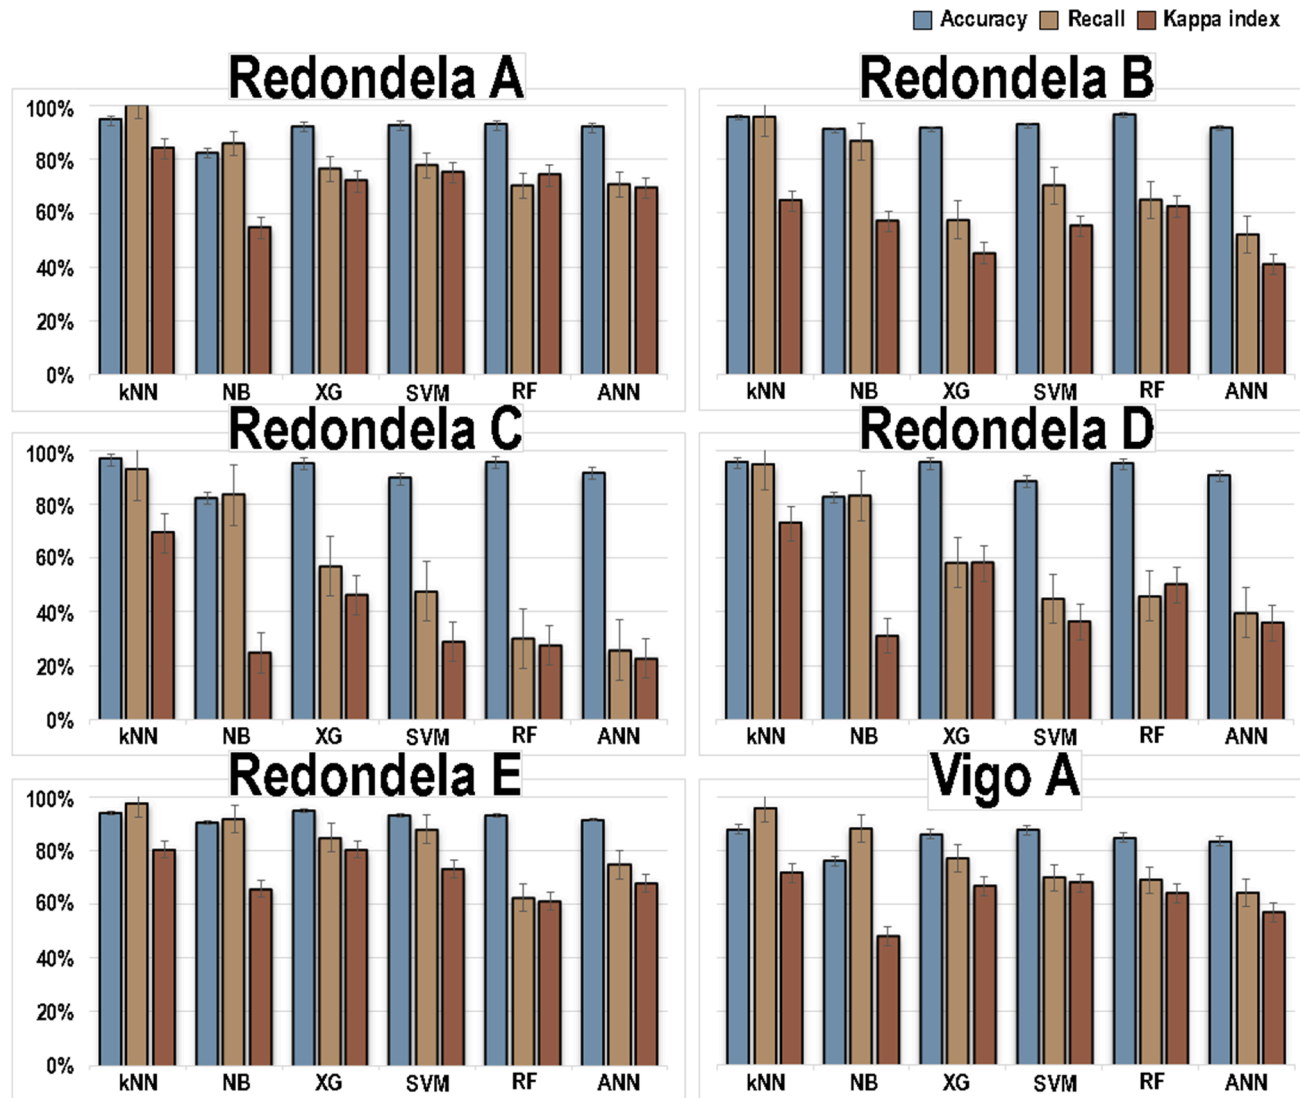 Accuracy Recall Kappa index
Redondela A Redondela B
100%
80%
60%
40%
20%
0%
kNN NB XG SVM RF ANN kNN NB XG SVM RF ANN
Redondela C Redondela D
100%
80%
60%
40%
20%
0%
kNN NB XG SVM RF ANN kNN NB XG SVM RF ANN
Redondela E Vigo A
100%
80%
60%
40%
20%
0%
kNN NB XG SVM RF ANN kNN NB XG SVM RF ANN